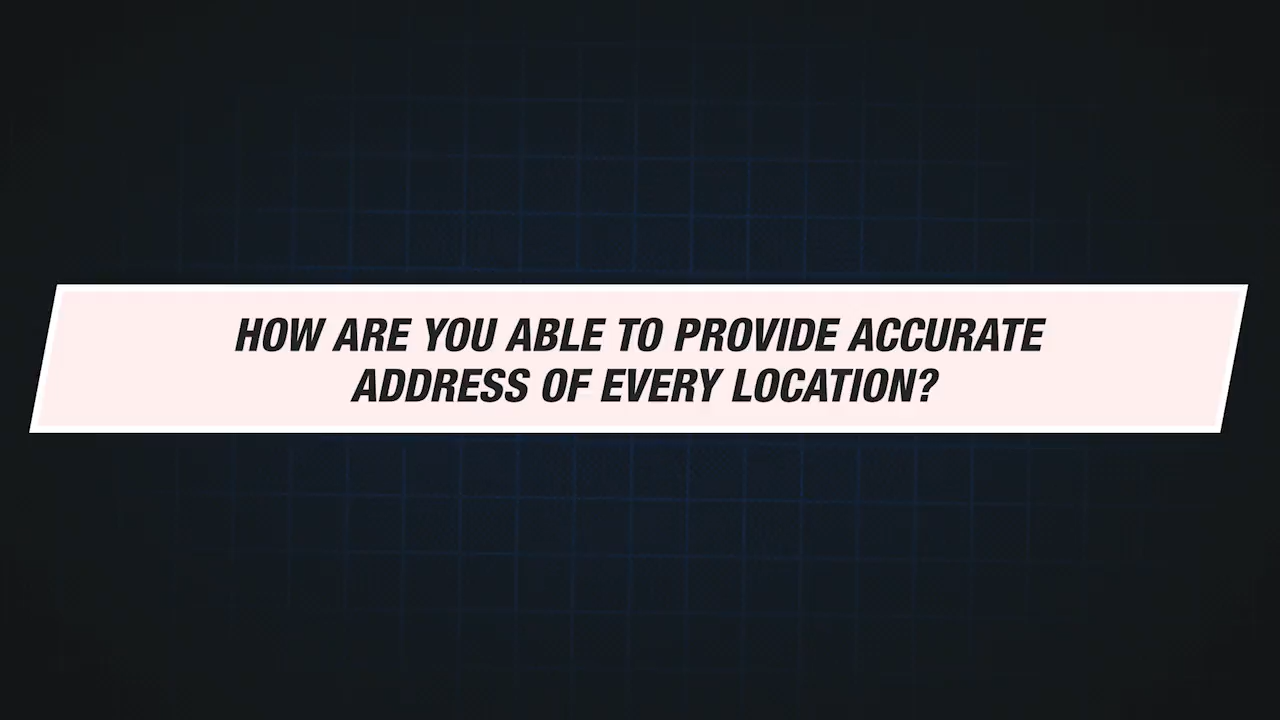 HOW ARE YOU ABLE TO PROVIDE ACCURATE
ADDRESS OF EVERY LOCATION?